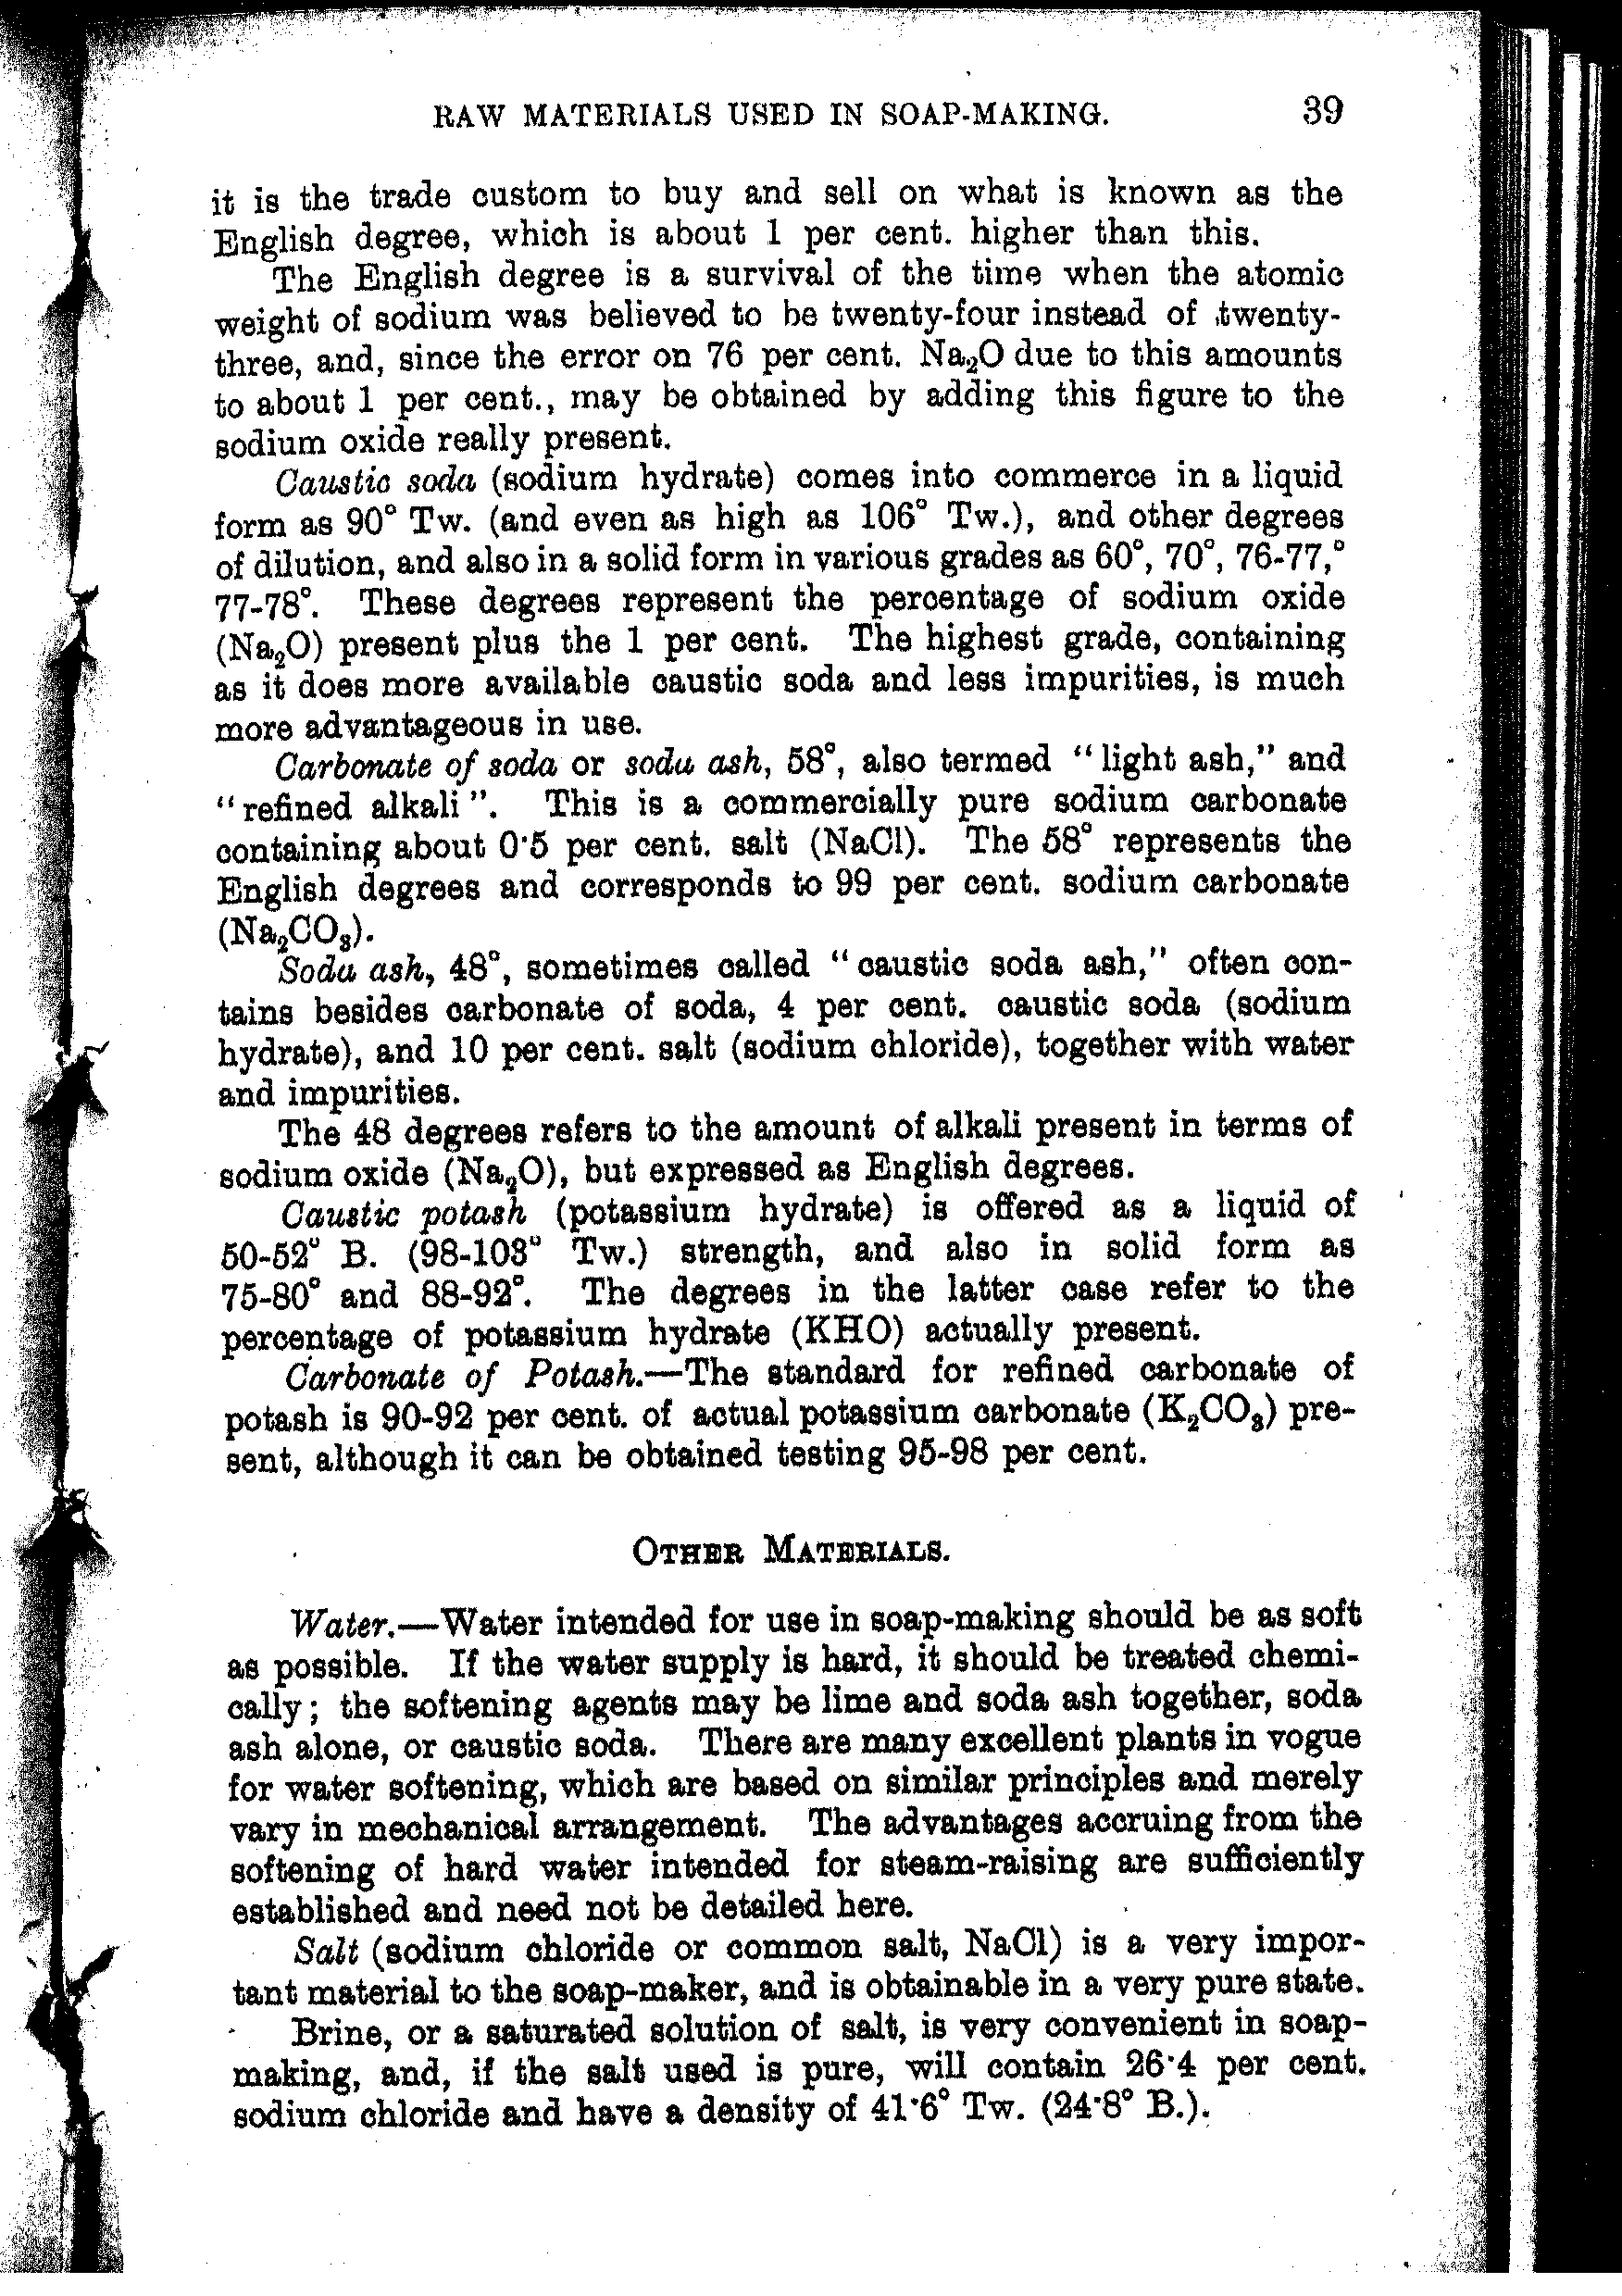 RAW MATERIALS USED IN SOAP-MAKING. 39
it is the trade custom to buy and sell on what is known as the
English degree, which is about 1 per cent. higher than this.
The English degree is a survival of the time when the atomic
weight of sodium was believed to be twenty-four instead of twenty-
three, and, since the error on 76 per cent. Na₂O due to this amounts
to about 1 per cent., may be obtained by adding this figure to the
sodium oxide really present.
Caustic soda (sodium hydrate) comes into commerce in a liquid
form as 90° Tw. (and even as high as 106° Tw.), and other degrees
of dilution, and also in a solid form in various grades as 60°, 70°, 76-77,°
77-78°. These degrees represent the percentage of sodium oxide
(Na₂O) present plus the 1 per cent. The highest grade, containing
as it does more available caustic soda and less impurities, is much
more advantageous in use.
Carbonate of soda or soda ash, 58°, also termed "light ash," and
"refined alkali". This is a commercially pure sodium carbonate
containing about 0·5 per cent. salt (NaCl). The 58° represents the
English degrees and corresponds to 99 per cent. sodium carbonate
(Na₂CO₃).
Soda ash, 48°, sometimes called "caustic soda ash," often con-
tains besides carbonate of soda, 4 per cent. caustic soda (sodium
hydrate), and 10 per cent. salt (sodium chloride), together with water
and impurities.
The 48 degrees refers to the amount of alkali present in terms of
sodium oxide (Na₂O), but expressed as English degrees.
Caustic potash (potassium hydrate) is offered as a liquid of
50-52° B. (98-103° Tw.) strength, and also in solid form as
75-80° and 88-92°. The degrees in the latter case refer to the
percentage of potassium hydrate (KHO) actually present.
Carbonate of Potash.—The standard for refined carbonate of
potash is 90-92 per cent. of actual potassium carbonate (K₂CO₃) pre-
sent, although it can be obtained testing 95-98 per cent.
OTHER MATERIALS.
Water.—Water intended for use in soap-making should be as soft
as possible. If the water supply is hard, it should be treated chemi-
cally; the softening agents may be lime and soda ash together, soda
ash alone, or caustic soda. There are many excellent plants in vogue
for water softening, which are based on similar principles and merely
vary in mechanical arrangement. The advantages accruing from the
softening of hard water intended for steam-raising are sufficiently
established and need not be detailed here.
Salt (sodium chloride or common salt, NaCl) is a very impor-
tant material to the soap-maker, and is obtainable in a very pure state.
Brine, or a saturated solution of salt, is very convenient in soap-
making, and, if the salt used is pure, will contain 26·4 per cent.
sodium chloride and have a density of 41·6° Tw. (24·8° B.).